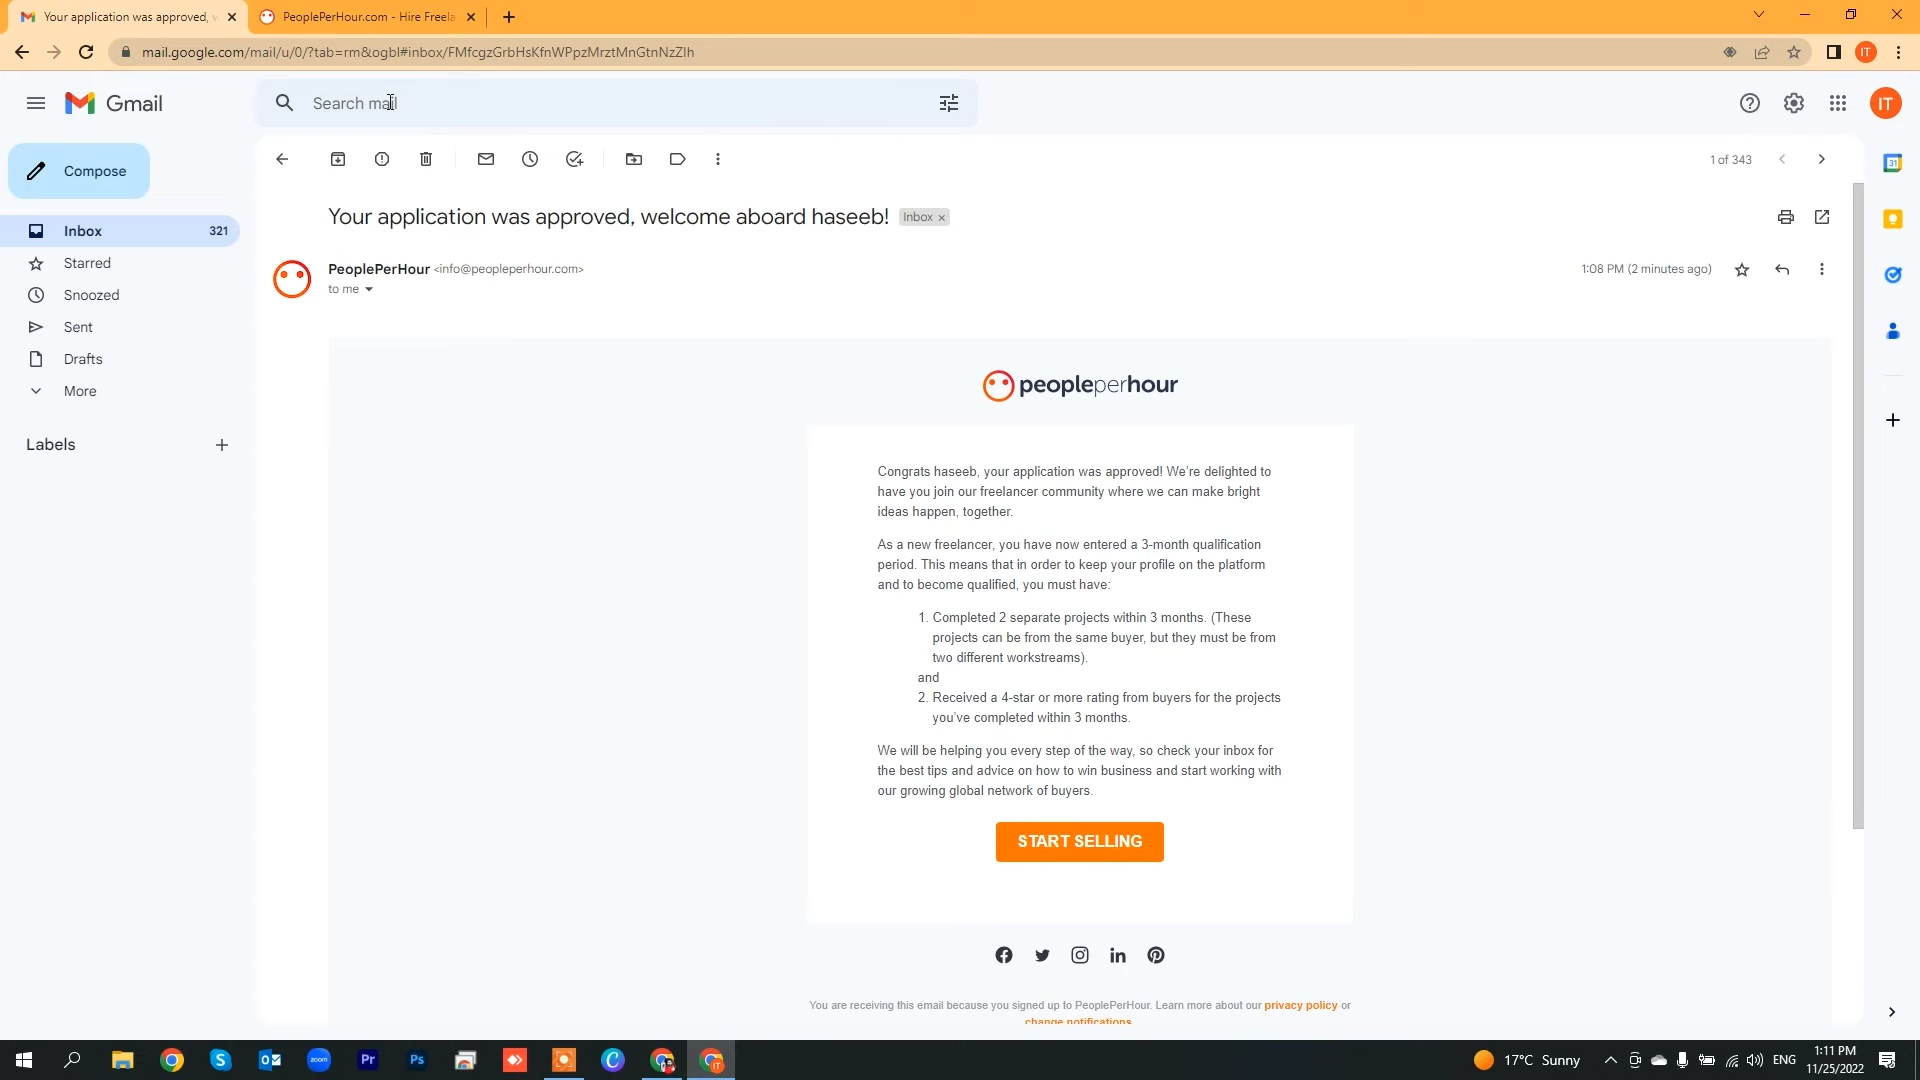 Your application was approved, w
PeoplePerHour.com - Hire Freela
mail.google.com/mail/u/0/?tab=rm&ogbl#inbox/FMfcgzGrbHsKfnWPpzMrztMnGtnNzZlh
IT
Gmail
Search mail
IT
Compose
1 of 343
31
Your application was approved, welcome aboard haseeb!
Inbox ×
Inbox 321
Starred
PeoplePerHour <info@peopleperhour.com>
1:08 PM (2 minutes ago)
to me
Snoozed
Sent
Drafts
More
Labels
peopleperhour
Congrats haseeb, your application was approved! We're delighted to
have you join our freelancer community where we can make bright
ideas happen, together.
As a new freelancer, you have now entered a 3-month qualification
period. This means that in order to keep your profile on the platform
and to become qualified, you must have:
1. Completed 2 separate projects within 3 months. (These
projects can be from the same buyer, but they must be from
two different workstreams).
and
2. Received a 4-star or more rating from buyers for the projects
you've completed within 3 months.
We will be helping you every step of the way, so check your inbox for
the best tips and advice on how to win business and start working with
our growing global network of buyers.
START SELLING
You are receiving this email because you signed up to PeoplePerHour. Learn more about our privacy policy or
change notifications
zoom
Pr
Ps
17°C Sunny
ENG
1:11 PM
11/25/2022